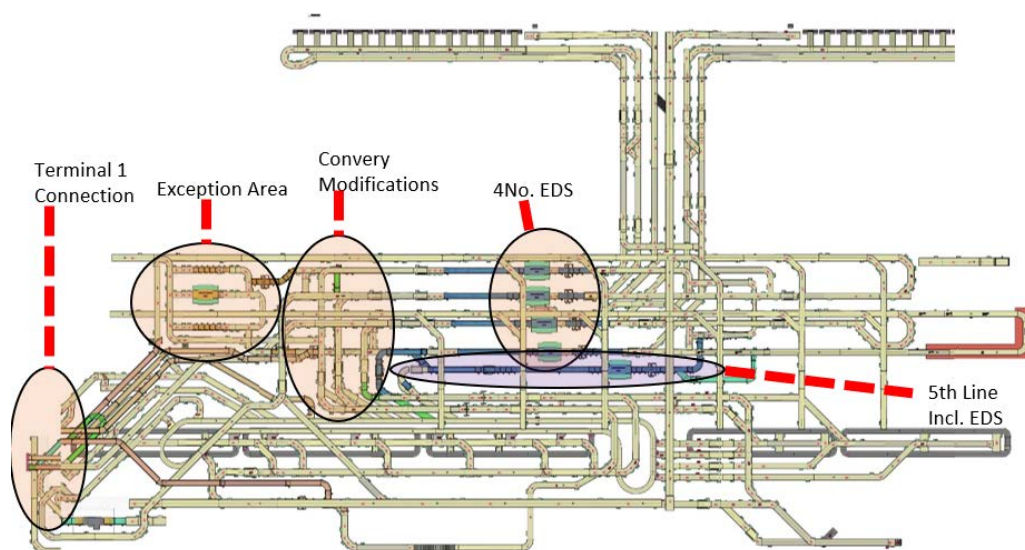 Terminal 1
Connection
Exception Area
Convery
Modifications
4No. EDS
5th Line
Incl. EDS